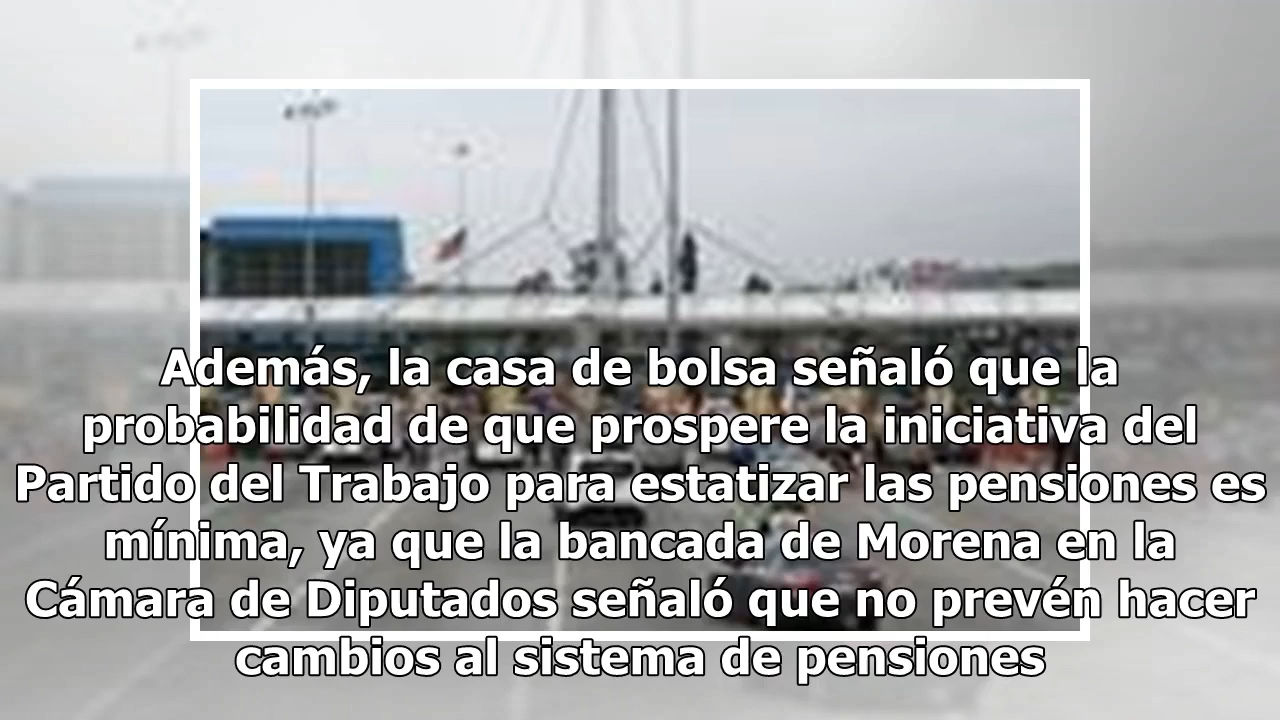 Además, la casa de bolsa señaló que la
probabilidad de que prospere la iniciativa del
Partido del Trabajo para estatizar las pensiones es
mínima, ya que la bancada de Morena en la
Cámara de Diputados señaló que no prevén hacer
cambios al sistema de pensiones